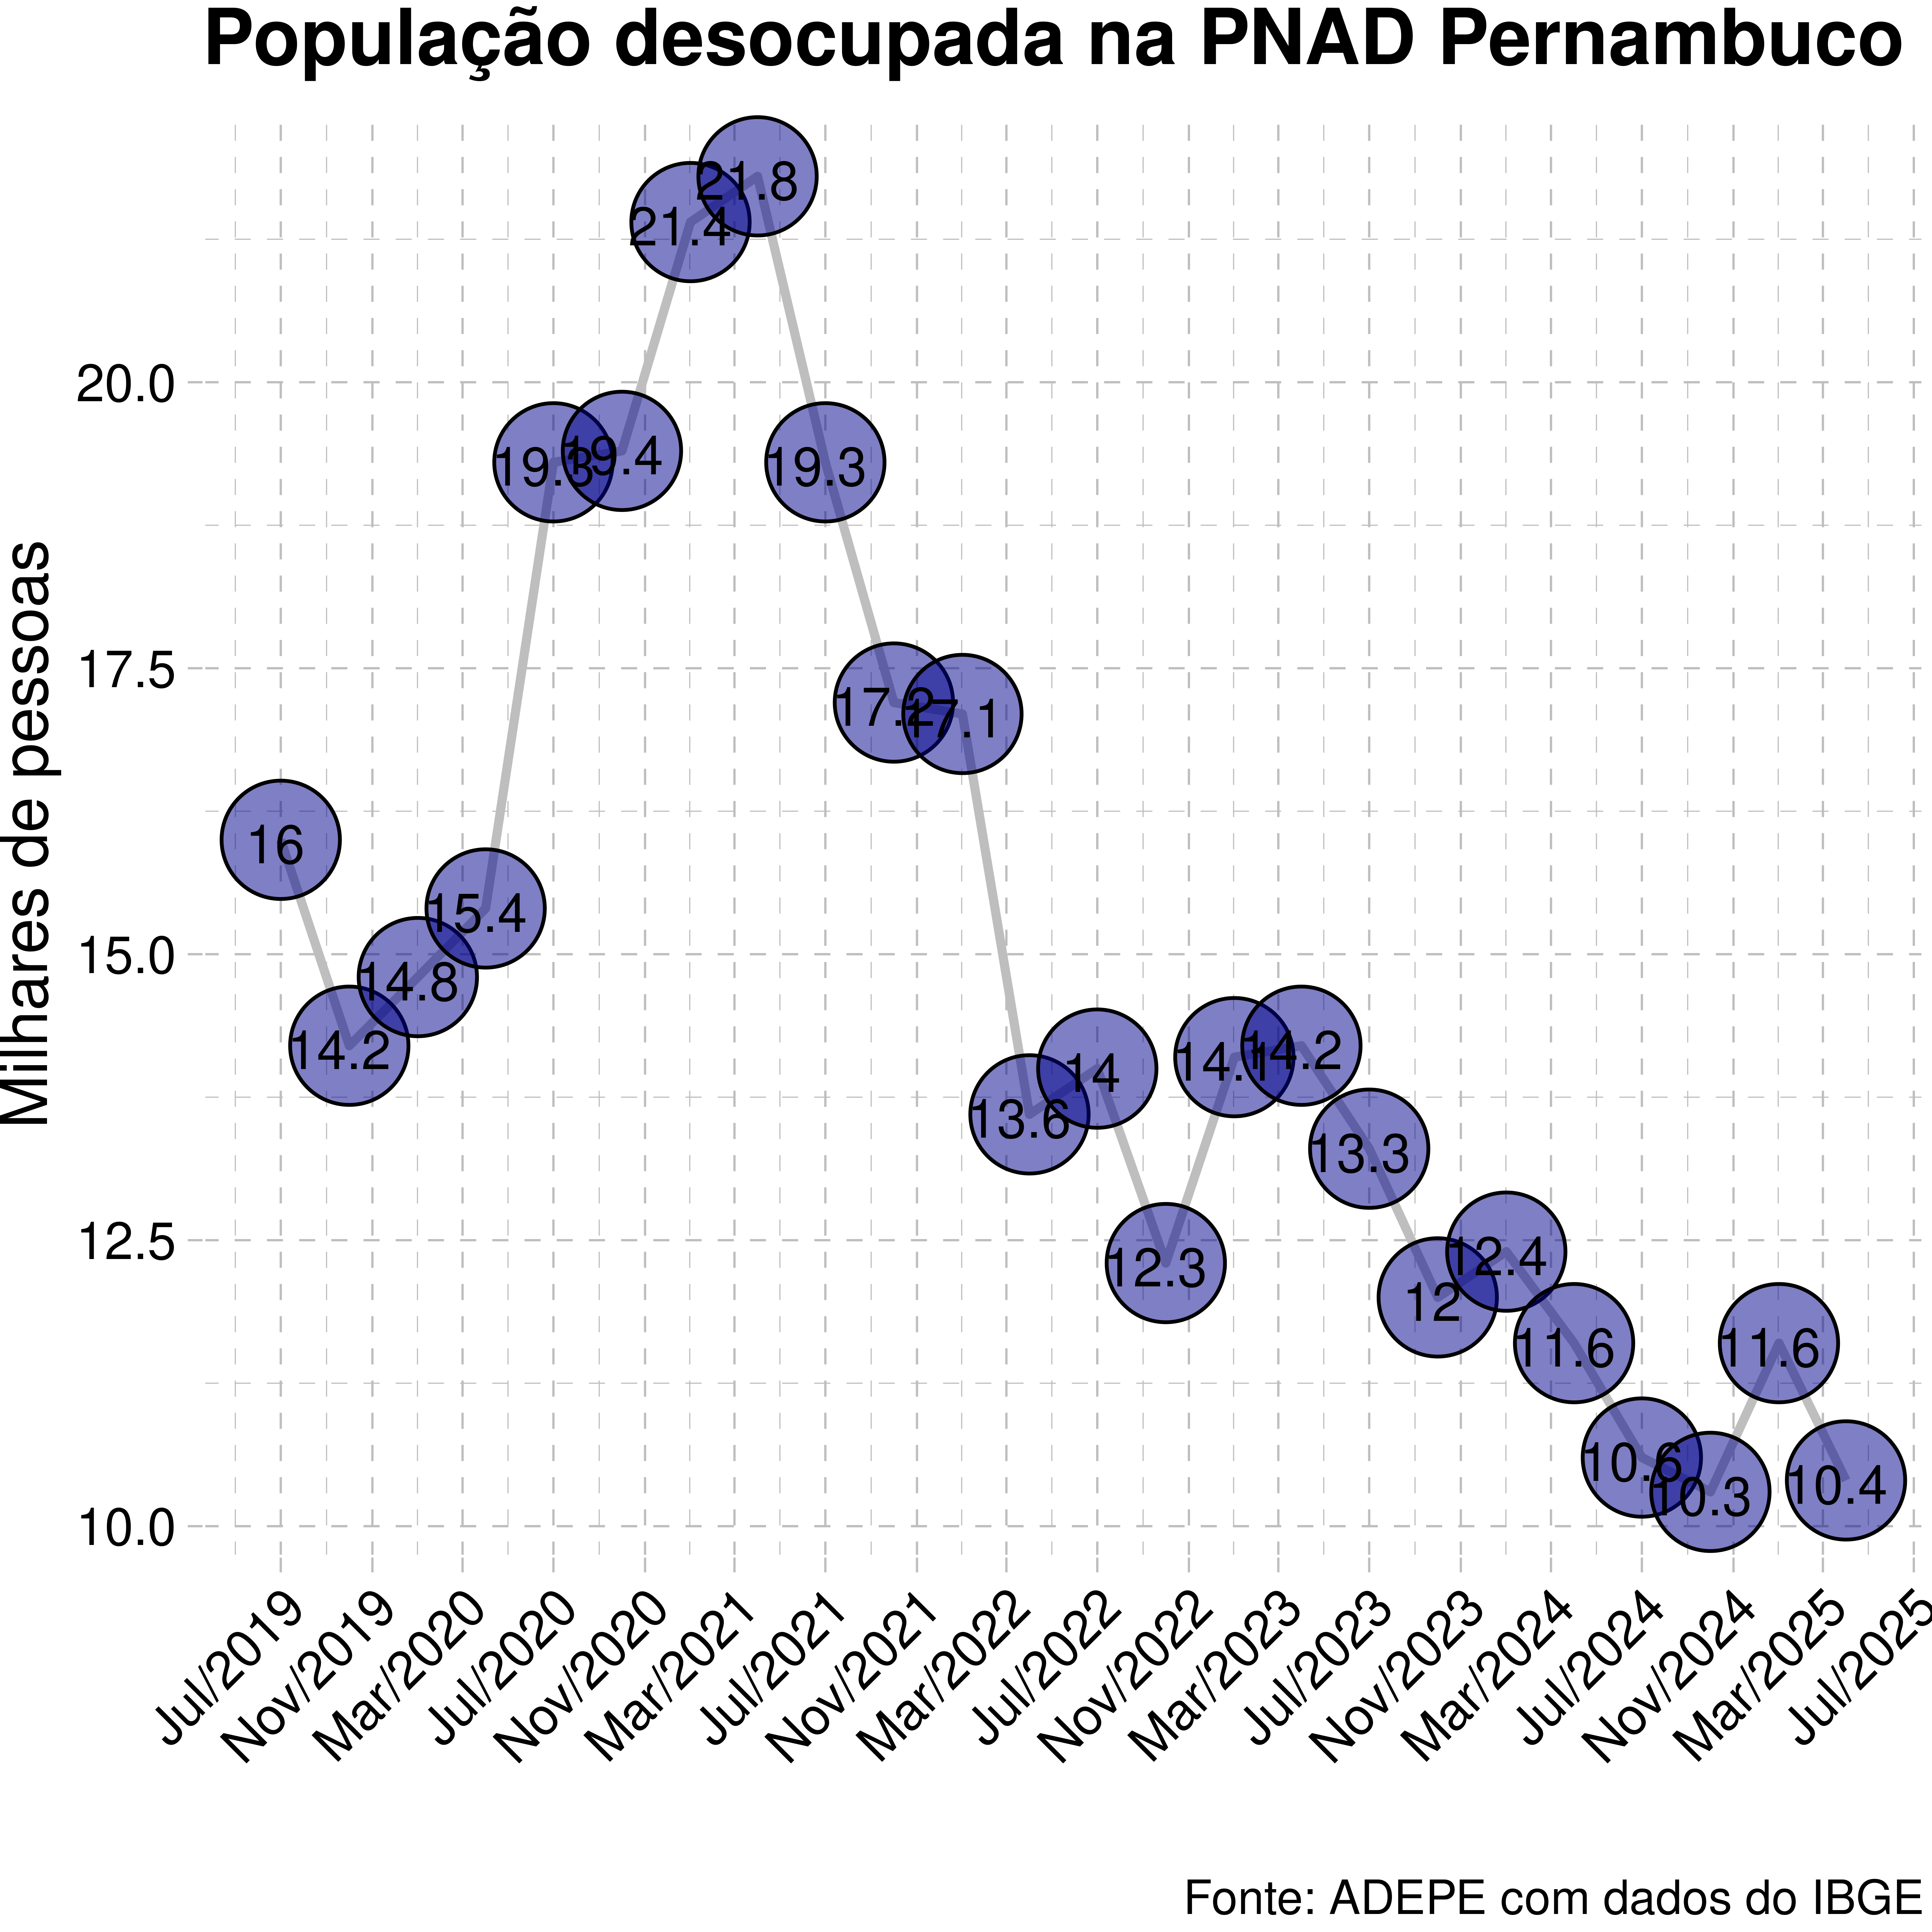 População desocupada na PNAD Pernambuco
Milhares de pessoas
20.0
17.5
15.0
12.5
10.0
16
14.2
14.8
15.4
19.3
19.4
21.4
21.8
19.3
17.2
17.1
13.6
14
12.3
14.1
14.2
13.3
12
12.4
11.6
10.6
10.3
11.6
10.4
Jul/2019
Nov/2019
Mar/2020
Jul/2020
Nov/2020
Mar/2021
Jul/2021
Nov/2021
Mar/2022
Jul/2022
Nov/2022
Mar/2023
Jul/2023
Nov/2023
Mar/2024
Jul/2024
Nov/2024
Mar/2025
Jul/2025
Fonte: ADEPE com dados do IBGE